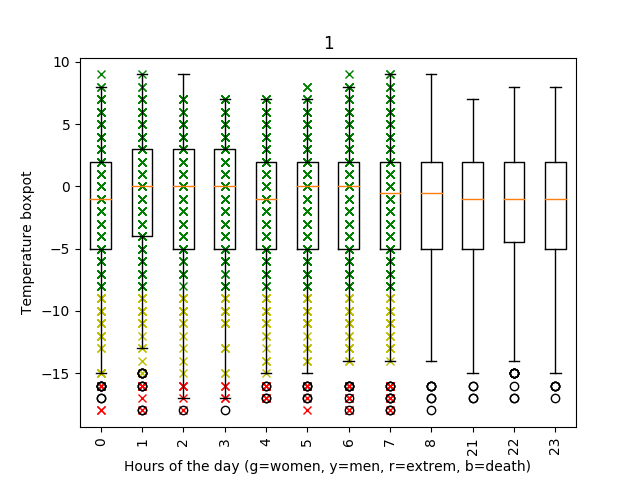 1
10
5
0
−5
−10
−15
Temperature boxpot
0 1 2 3 4 5 6 7 8 21 22 23
Hours of the day (g=women, y=men, r=extrem, b=death)